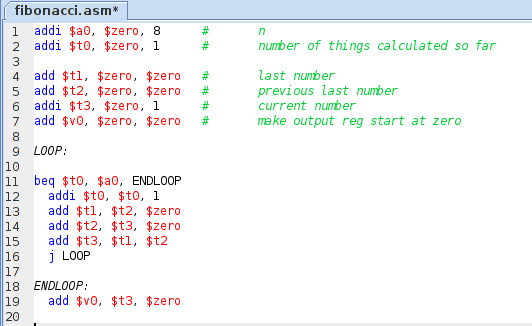 fibonacci.asm*
1 addi $a0, $zero, 8 # n
2 addi $t0, $zero, 1 # number of things calculated so far
3
4 add $t1, $zero, $zero # last number
5 add $t2, $zero, $zero # previous last number
6 addi $t3, $zero, 1 # current number
7 add $v0, $zero, $zero # make output reg start at zero
8
9 LOOP:
10
11 beq $t0, $a0, ENDLOOP
12 addi $t0, $t0, 1
13 add $t1, $t2, $zero
14 add $t2, $t3, $zero
15 add $t3, $t1, $t2
16 j LOOP
17
18 ENDLOOP:
19 add $v0, $t3, $zero
20